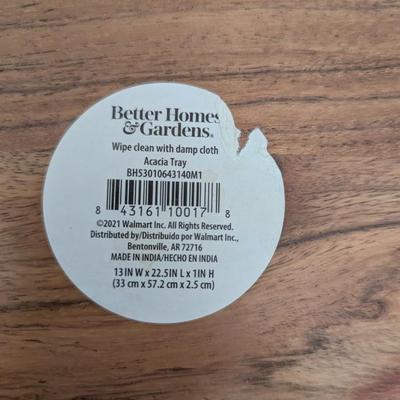 Better Homes
& Gardens®
Wipe clean with damp cloth
Acacia Tray
BH53010643140M1
8 43161 10017 8
©2021 Walmart Inc. All Rights Reserved.
Distributed by/Distribuido por Walmart Inc.,
Bentonville, AR 72716
MADE IN INDIA/HECHO EN INDIA
13IN W x 22.5IN L x 1IN H
(33 cm x 57.2 cm x 2.5 cm)